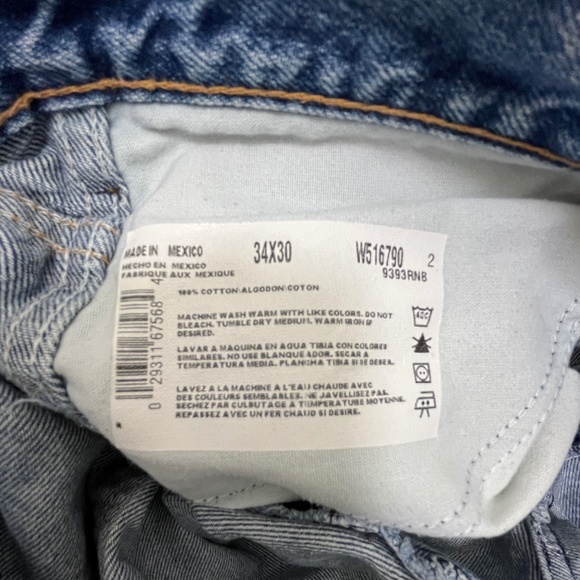 MADE IN MEXICO 34X30 W516790 2
HECHO EN MEXICO 9393RNB
FABRIQUE AUX MEXIQUE
100% COTTON\ALGODON\COTON
MACHINE WASH WARM WITH LIKE COLORS. DO NOT
BLEACH. TUMBLE DRY MEDIUM. WARM IRON IF
DESIRED.
LAVAR A MAQUINA EN AGUA TIBIA CON COLORES
SIMILARES. NO USE BLANQUEADOR. SECAR A
TEMPERATURA MEDIA. PLANCHA TIBIA SI SE DESEA.
LAVEZ A LA MACHINE A L'EAU CHAUDE AVEC
DES COULEURS SEMBLABLES. NE JAVELLISEZ PAS.
SECHEZ PAR CULBUTAGE A TEMPERATURE MOYENNE.
REPASSEZ AVEC UN FER CHAUD SI DESIRE.
0 29311 67568 4
40C